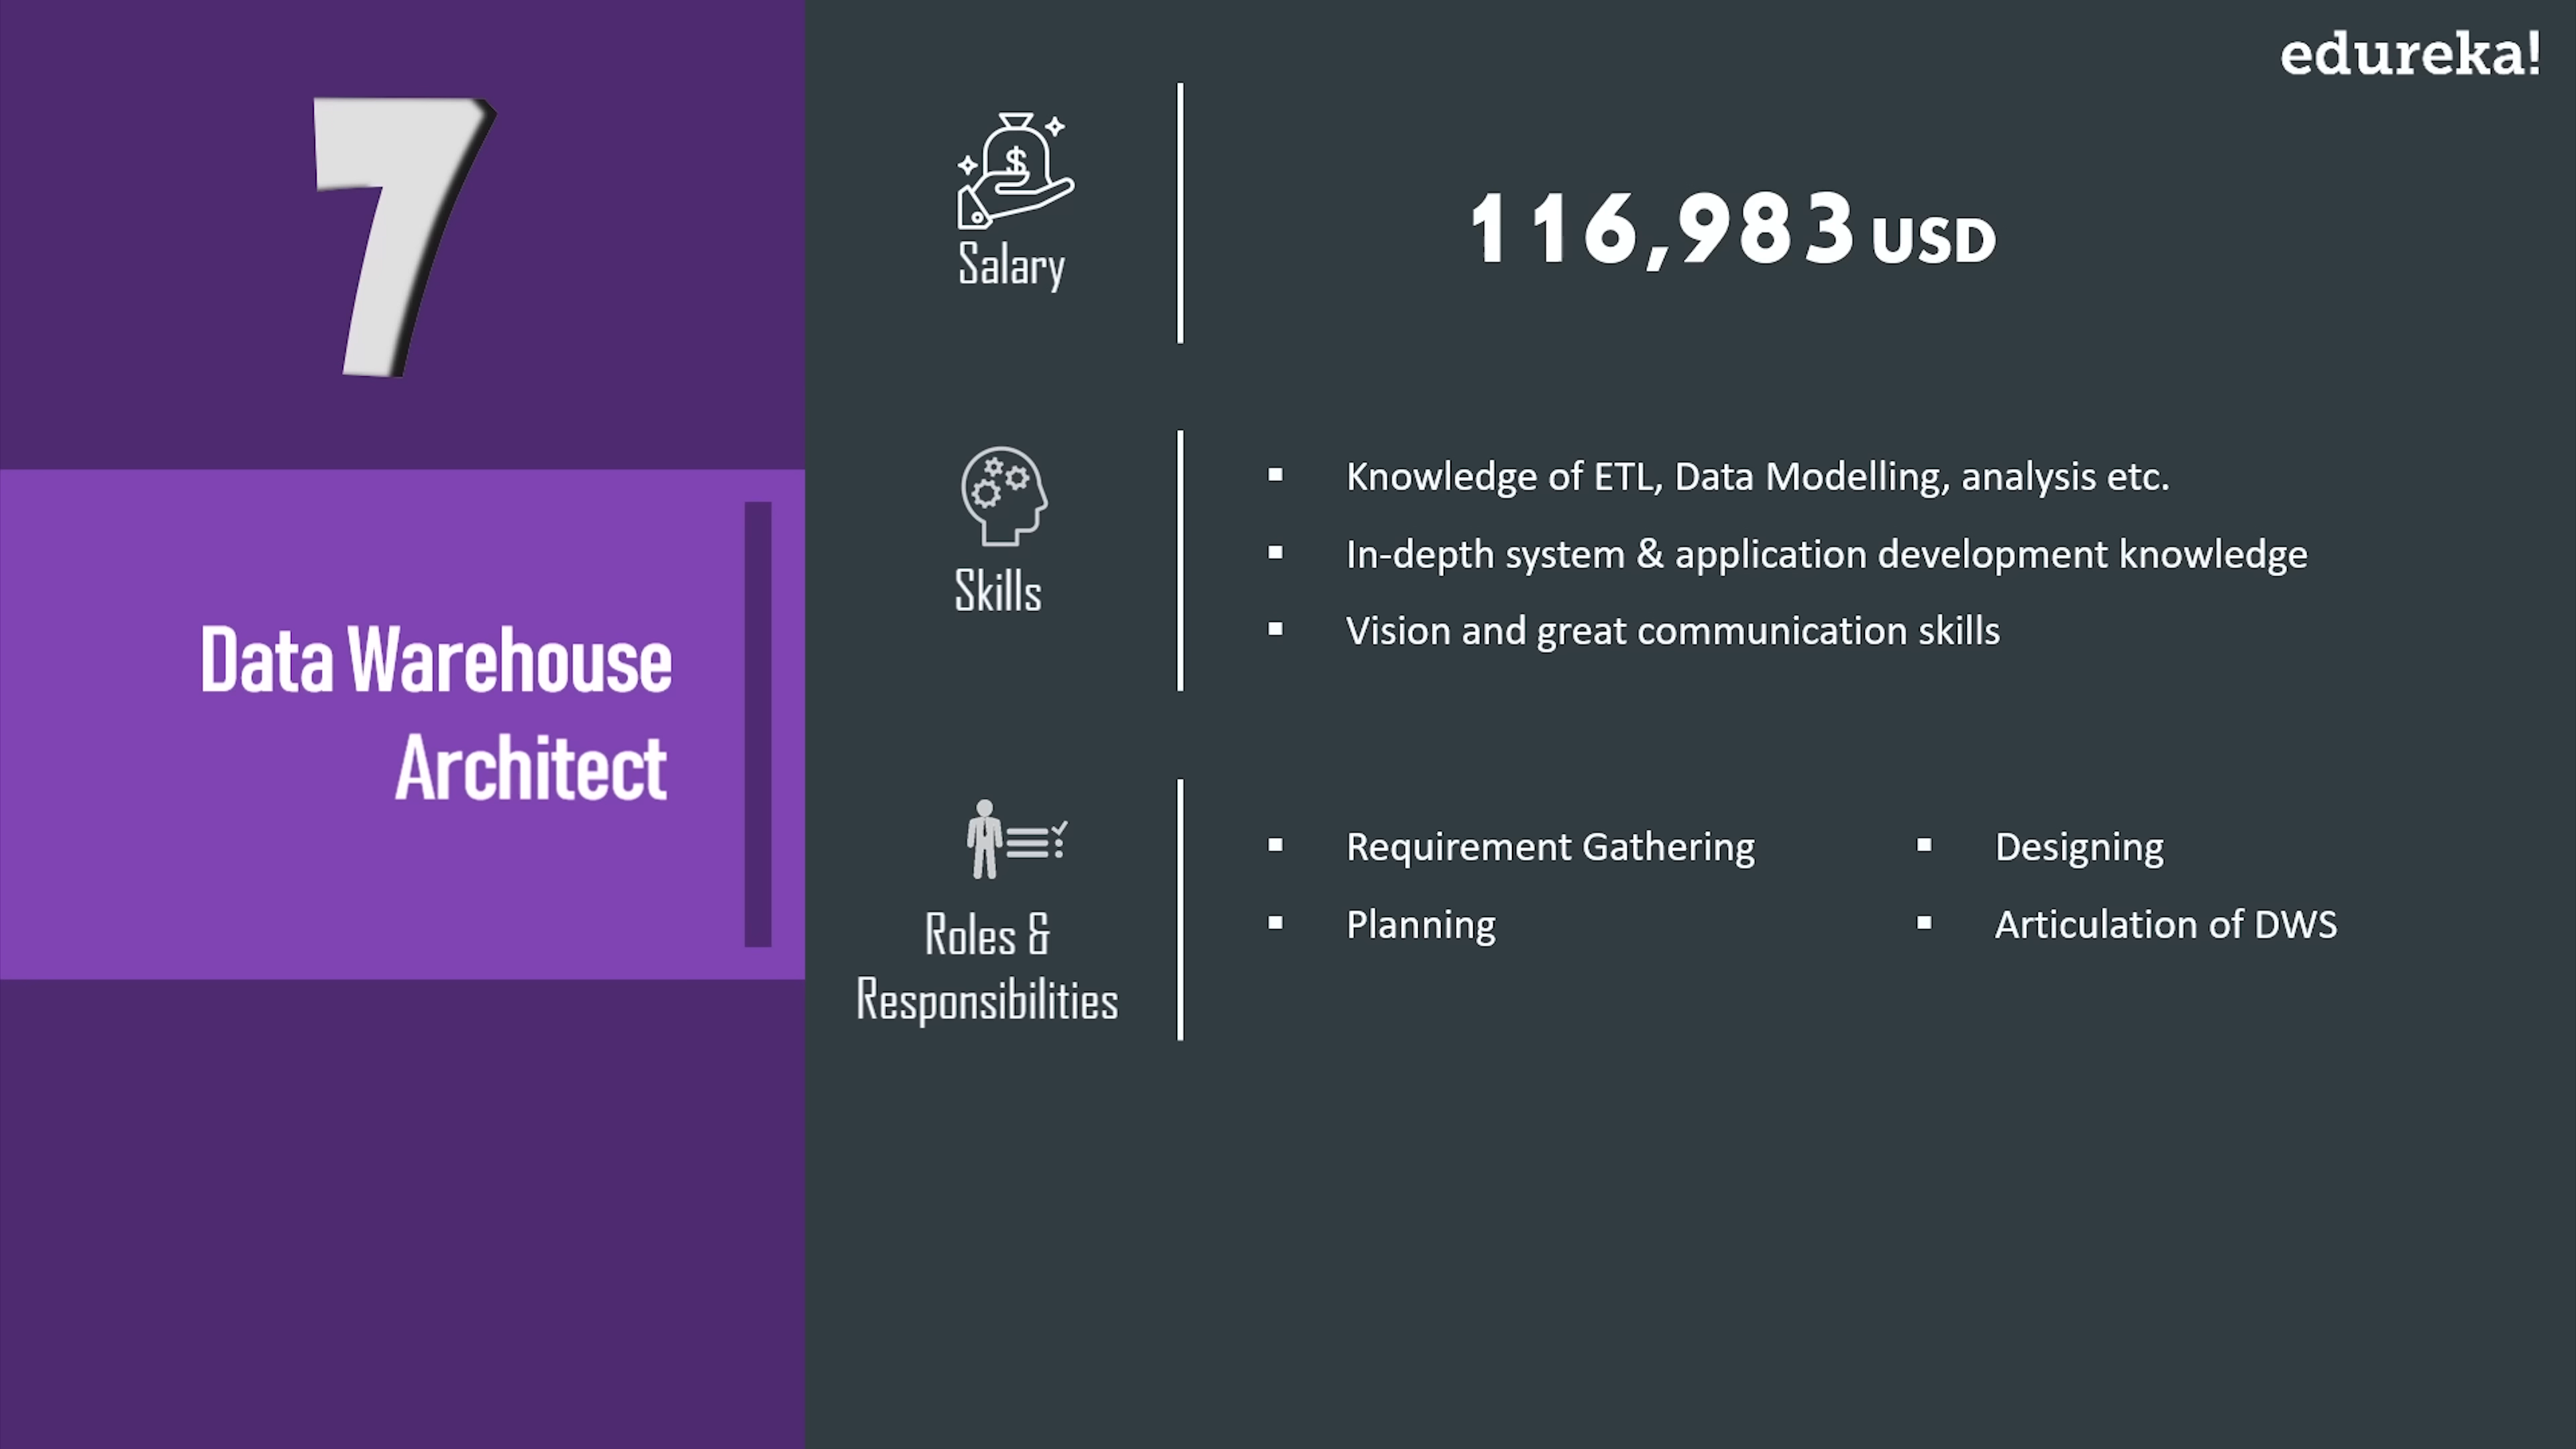 edureka!
7
Data Warehouse
Architect
$
Salary
116,983 USD
Skills
▪ Knowledge of ETL, Data Modelling, analysis etc.
▪ In-depth system & application development knowledge
▪ Vision and great communication skills
Roles &
Responsibilities
▪ Requirement Gathering
▪ Planning
▪ Designing
▪ Articulation of DWS